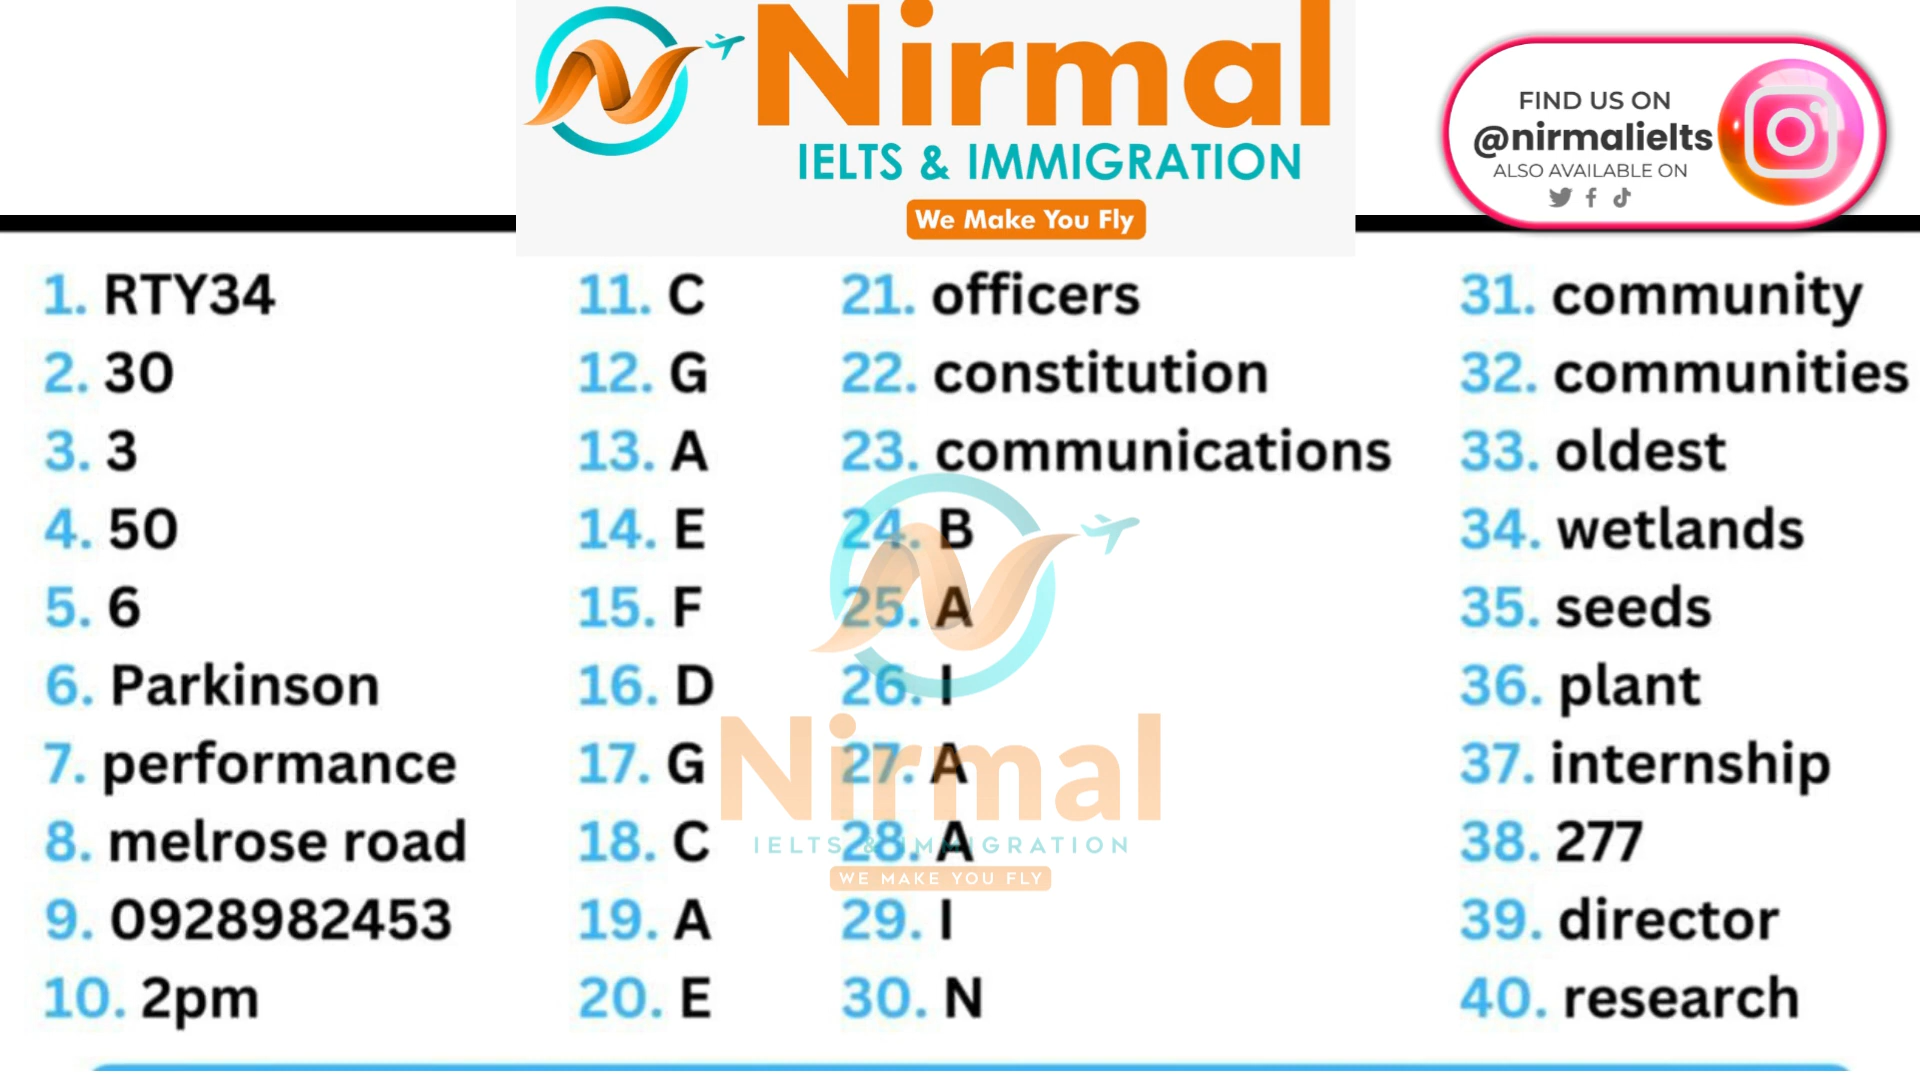 Nirmal
IELTS & IMMIGRATION
We Make You Fly
FIND US ON
@nirmalielts
ALSO AVAILABLE ON
1. RTY34
2. 30
3. 3
4. 50
5. 6
6. Parkinson
7. performance
8. melrose road
9. 0928982453
10. 2pm
11. C
12. G
13. A
14. E
15. F
16. D
17. G
18. C
19. A
20. E
21. officers
22. constitution
23. communications
24. B
25. A
26. I
27. A
28. A
29. I
30. N
31. community
32. communities
33. oldest
34. wetlands
35. seeds
36. plant
37. internship
38. 277
39. director
40. research
Nirmal
IELTS & IMMIGRATION
WE MAKE YOU FLY